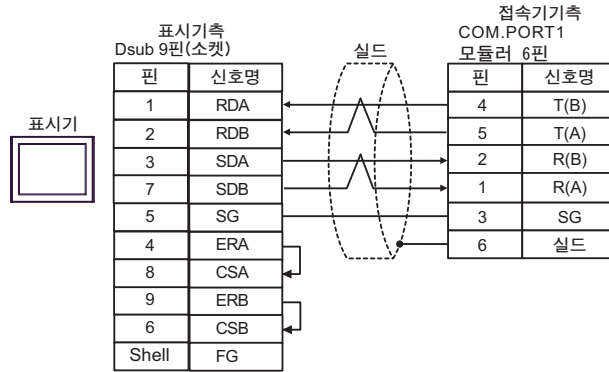 표시기측
Dsub 9핀(소켓)
실드
접속기기측
COM.PORT1
모듈러 6핀
표시기
핀 신호명
1 RDA
2 RDB
3 SDA
7 SDB
5 SG
4 ERA
8 CSA
9 ERB
6 CSB
Shell FG
핀 신호명
4 T(B)
5 T(A)
2 R(B)
1 R(A)
3 SG
6 실드